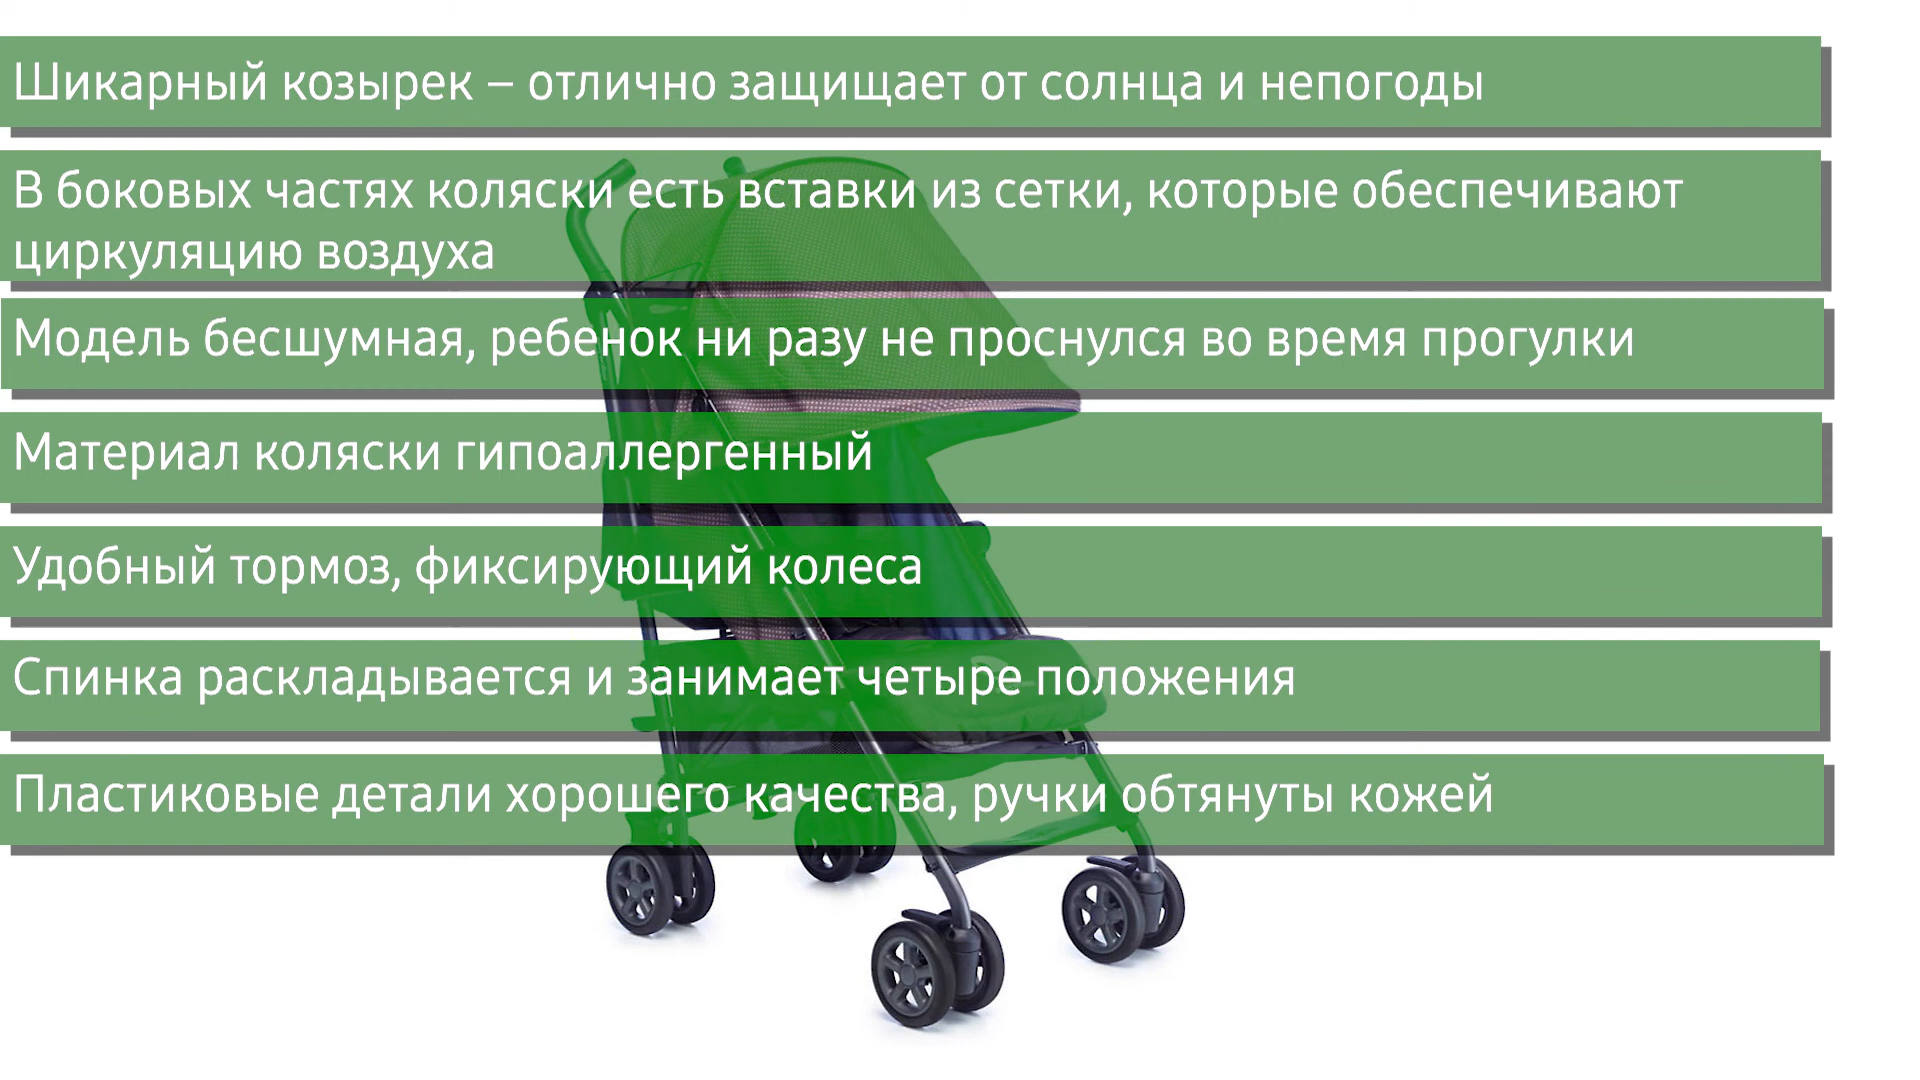 Шикарный козырек – отлично защищает от солнца и непогоды
В боковых частях коляски есть вставки из сетки, которые обеспечивают
циркуляцию воздуха
Модель бесшумная, ребенок ни разу не проснулся во время прогулки
Материал коляски гипоаллергенный
Удобный тормоз, фиксирующий колеса
Спинка раскладывается и занимает четыре положения
Пластиковые детали хорошего качества, ручки обтянуты кожей